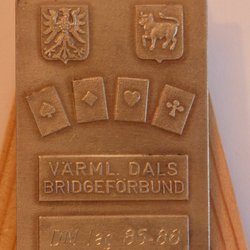 VÄRML. DALS
BRIDGEFÖRBUND
DM lag 85-86